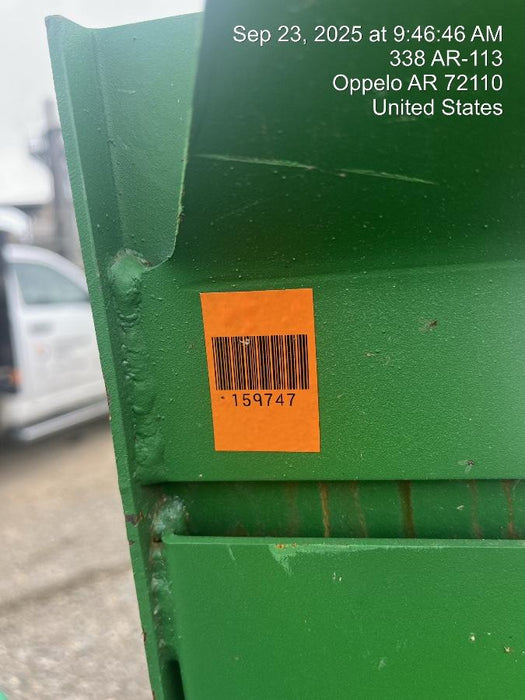 Sep 23, 2025 at 9:46:46 AM
338 AR-113
Oppelo AR 72110
United States
159747